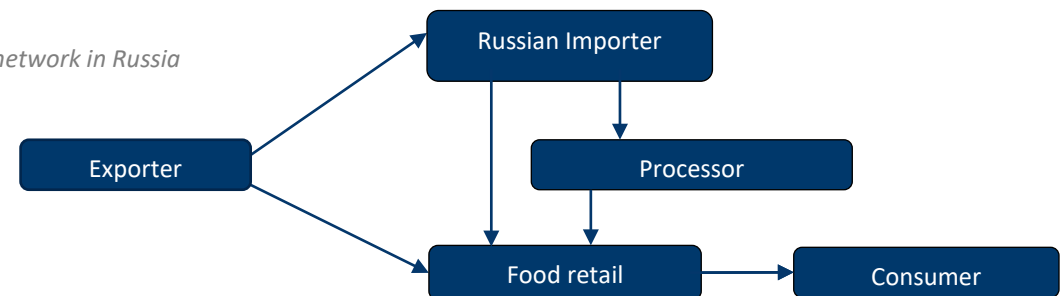 Russian Importer
network in Russia
Exporter
Processor
Food retail
Consumer